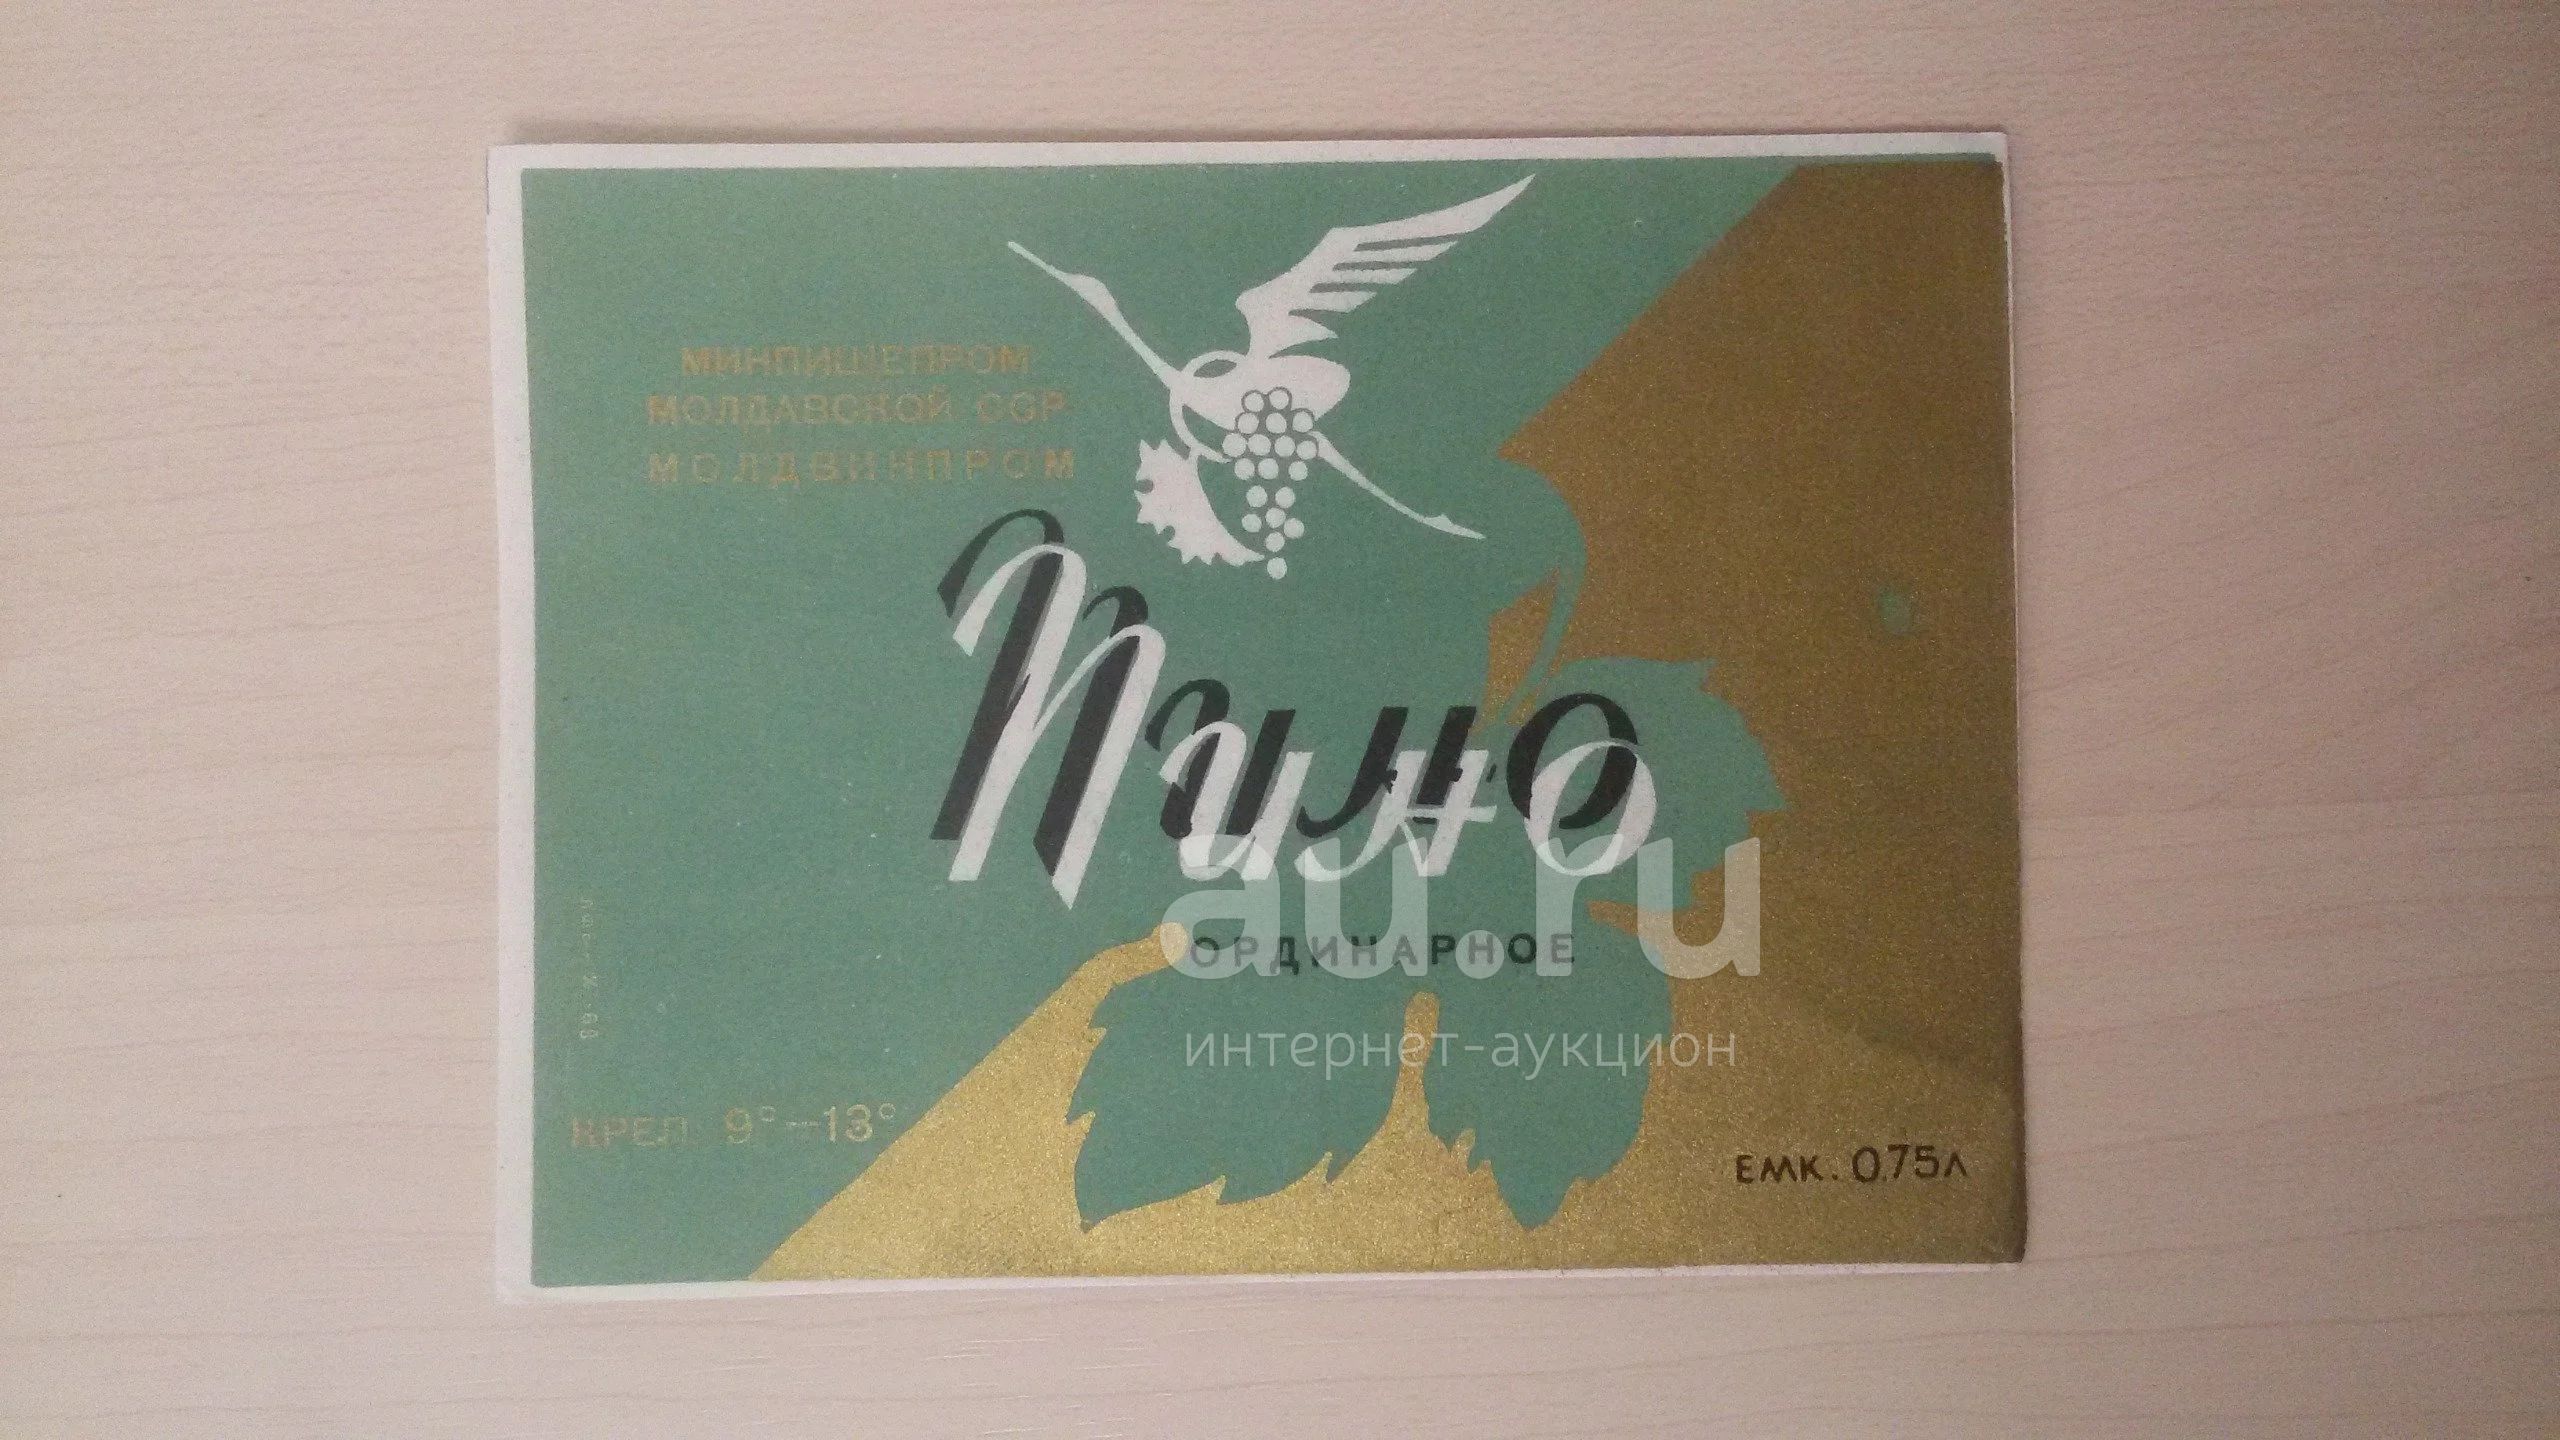 МИНПИЩЕПРОМ
МОЛДАВСКОЙ ССР
МОЛДВИНПРОМ
Пино
ОРДИНАРНОЕ
au.ru
интернет-аукцион
КРЕП. 9°–13°
ЕМК. 0.75л